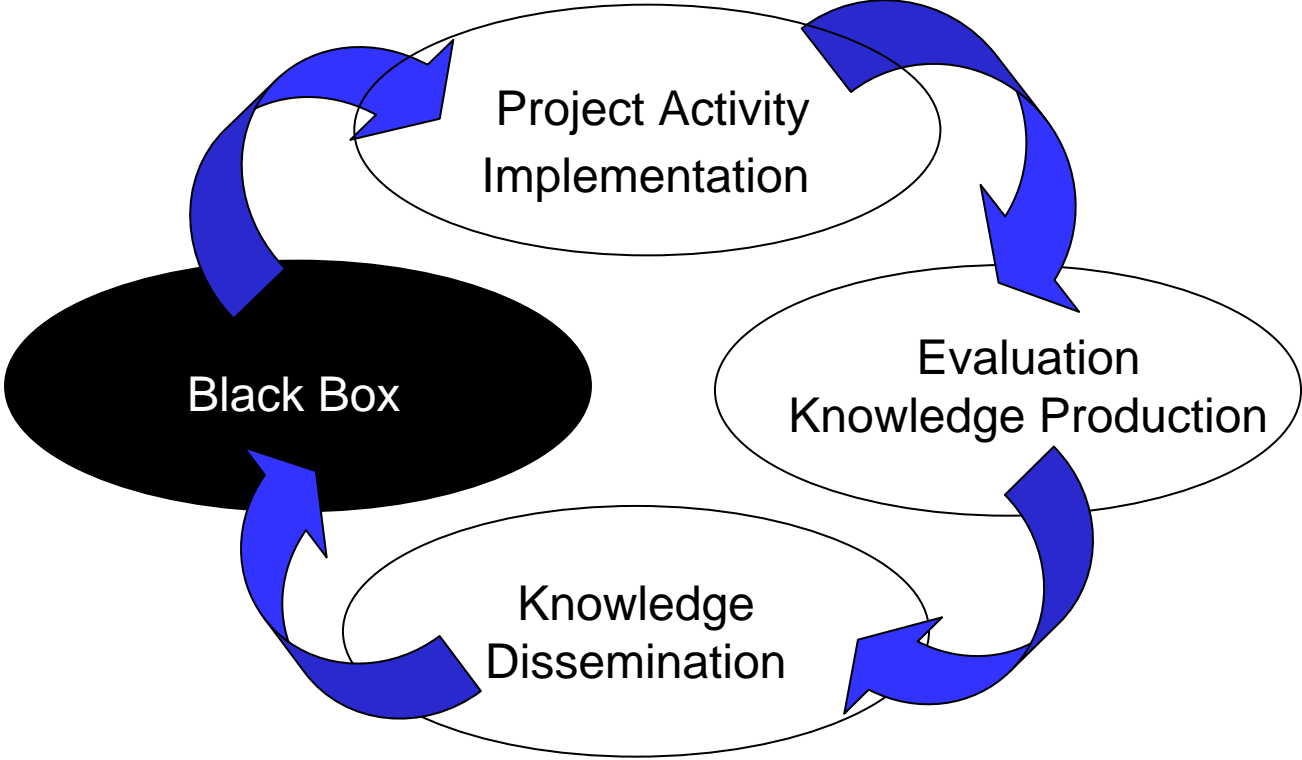 Project Activity
Implementation
Black Box
Evaluation
Knowledge Production
Knowledge
Dissemination